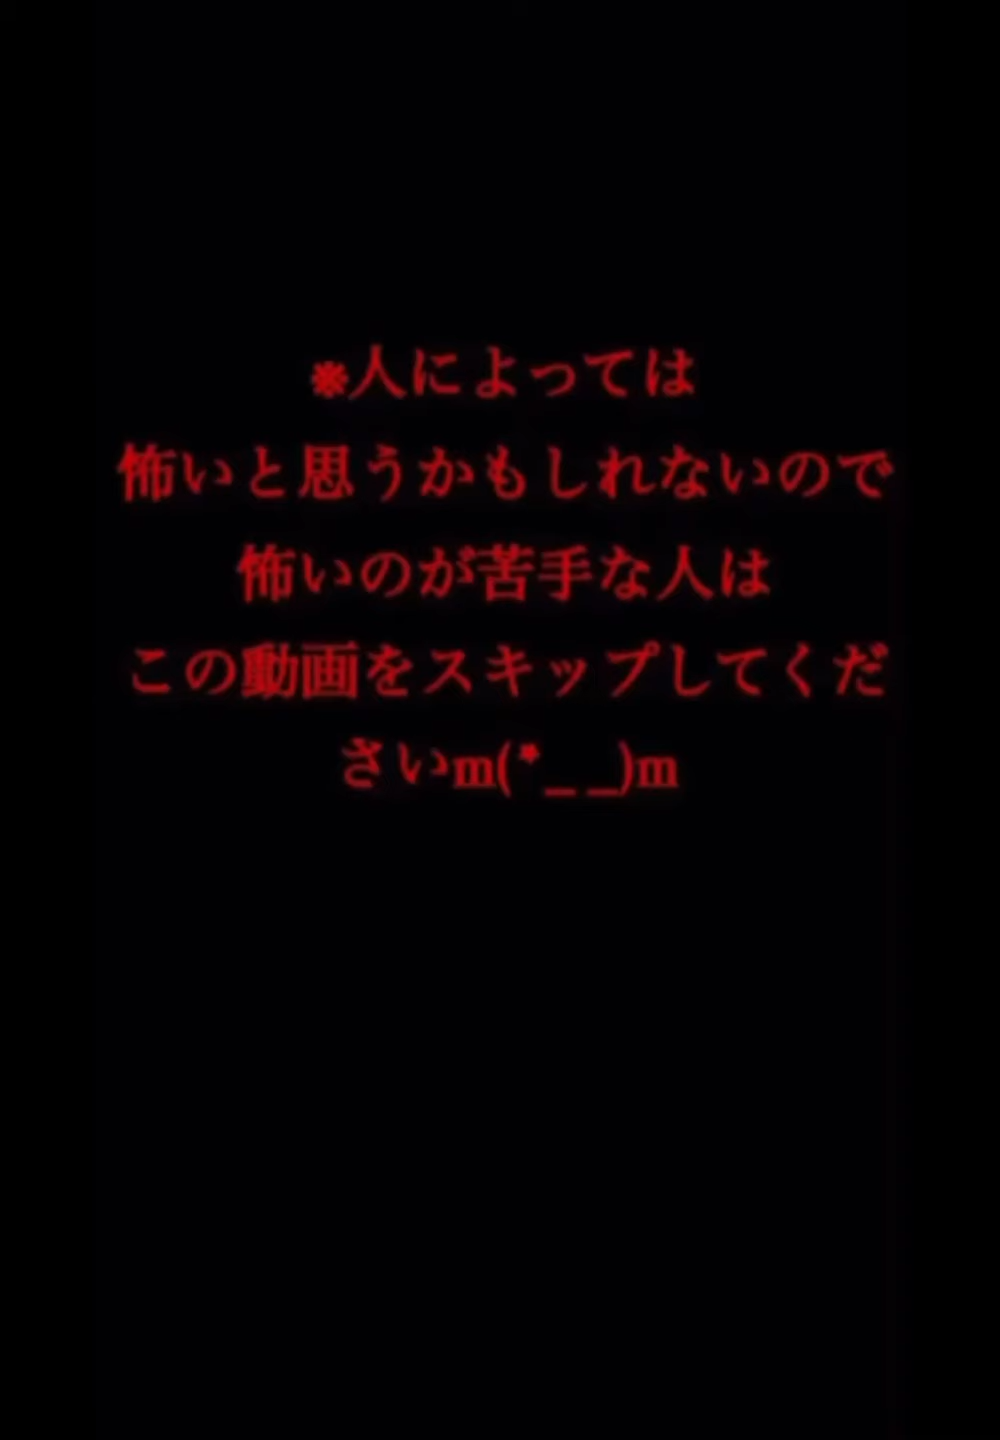 ※人によっては
怖いと思うかもしれないので
怖いのが苦手な人は
この動画をスキップしてくだ
さいm(*_ _)m